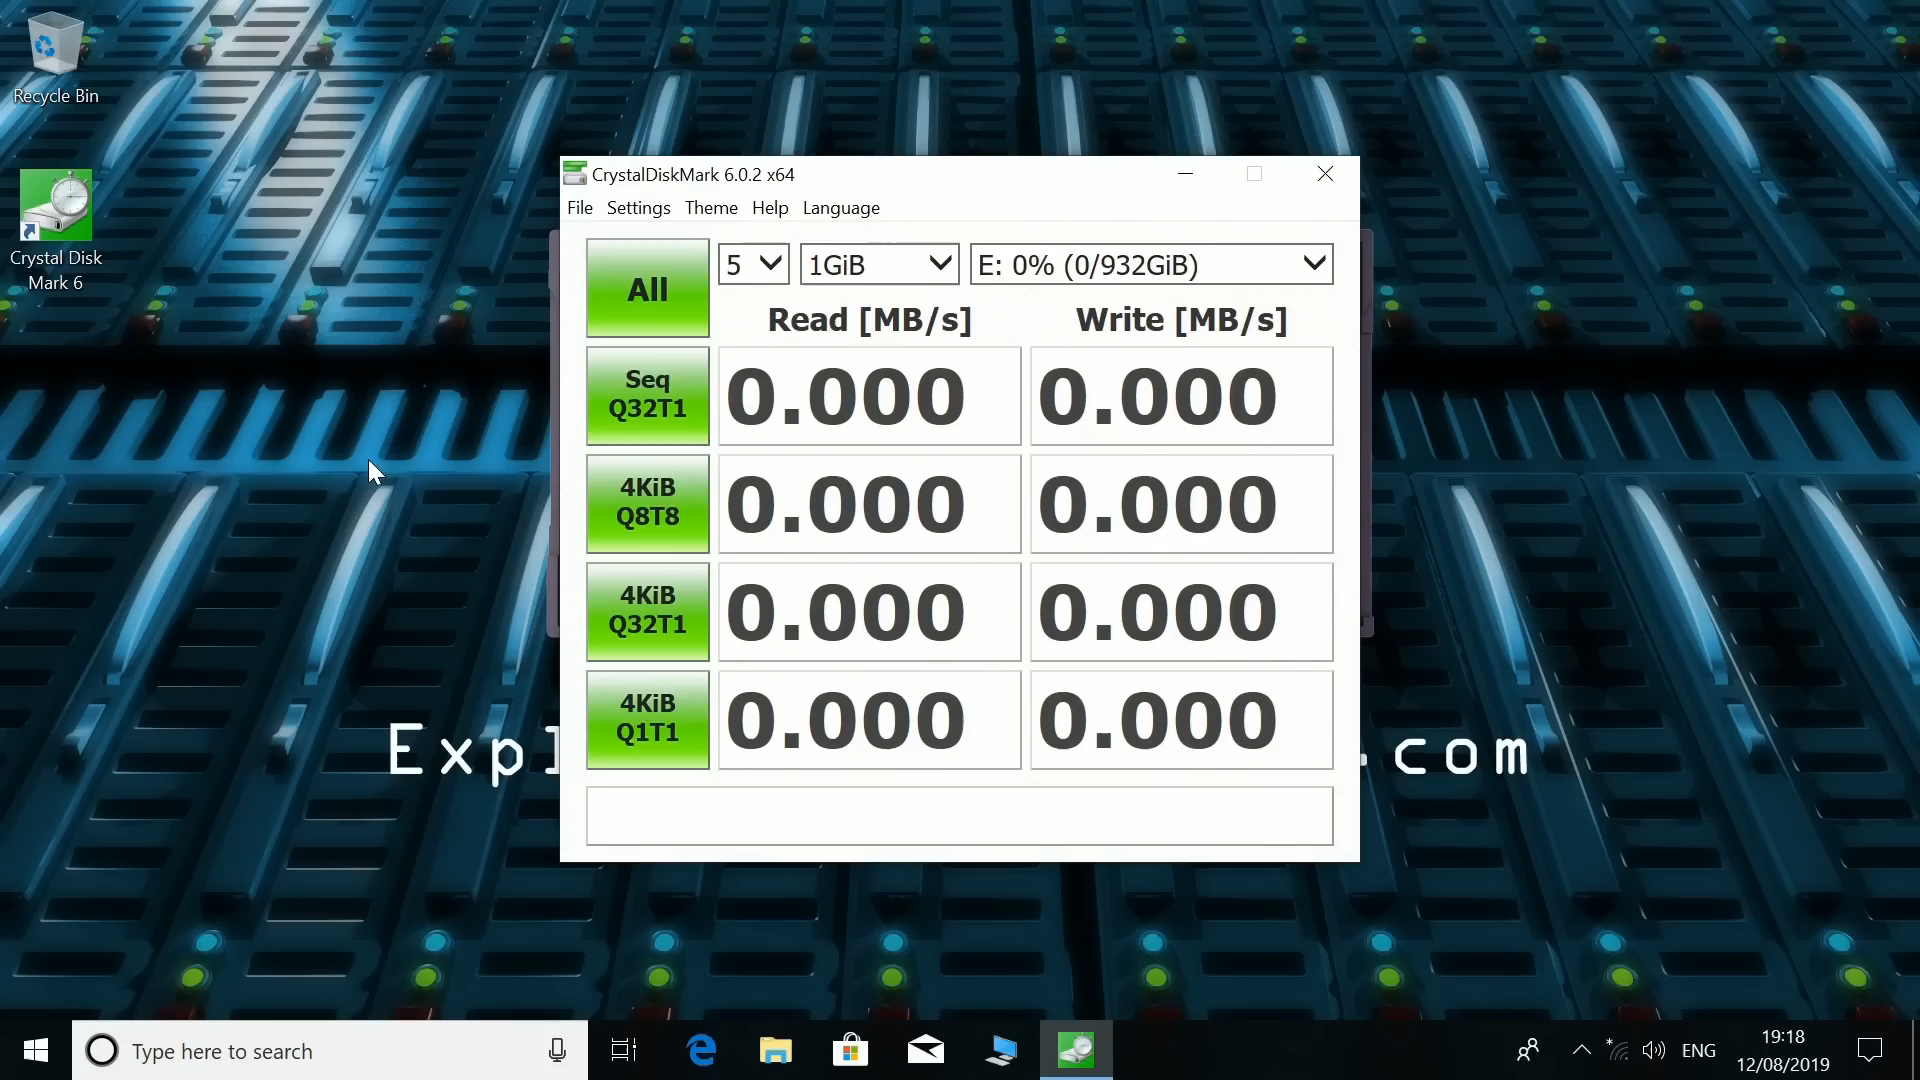 Recycle Bin
Crystal Disk
Mark 6
CrystalDiskMark 6.0.2 x64
File Settings Theme Help Language
All
5 1GiB E: 0% (0/932GiB)
Read [MB/s] Write [MB/s]
Seq
Q32T1
0.000 0.000
4KiB
Q8T8
0.000 0.000
4KiB
Q32T1
0.000 0.000
4KiB
Q1T1
0.000 0.000
Expl .com
Type here to search
ENG
19:18
12/08/2019